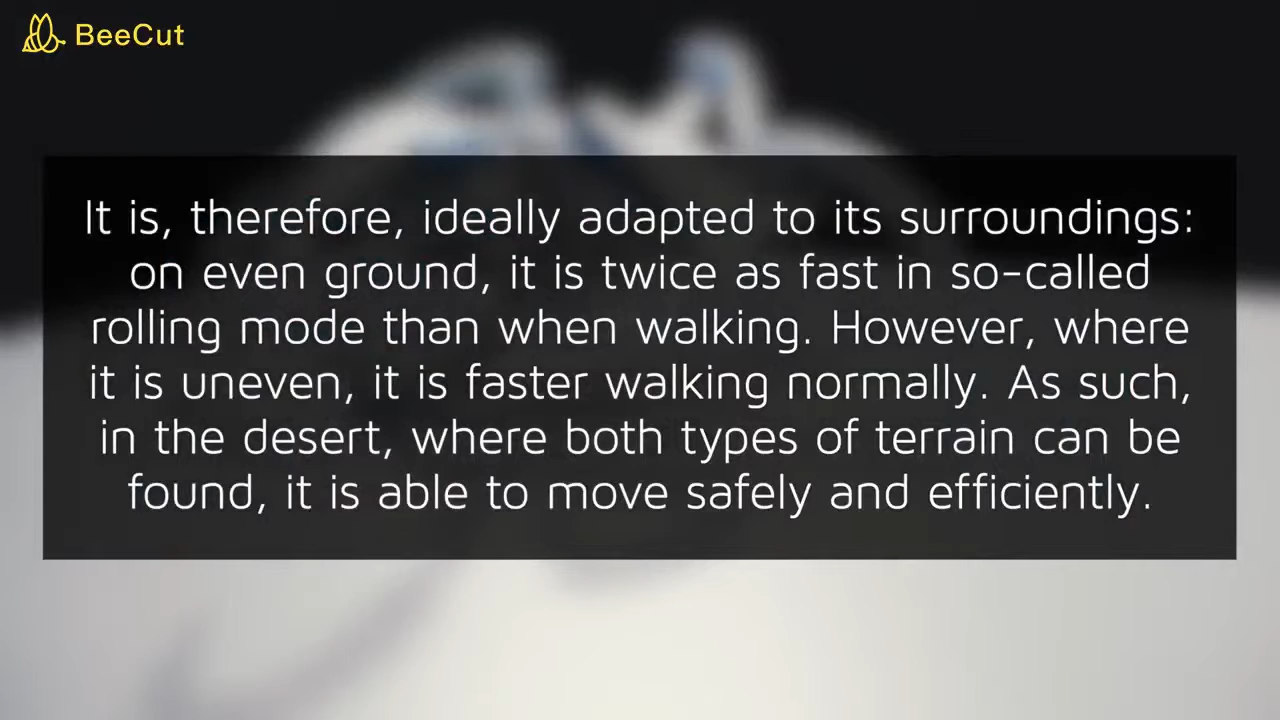 BeeCut
It is, therefore, ideally adapted to its surroundings:
on even ground, it is twice as fast in so-called
rolling mode than when walking. However, where
it is uneven, it is faster walking normally. As such,
in the desert, where both types of terrain can be
found, it is able to move safely and efficiently.